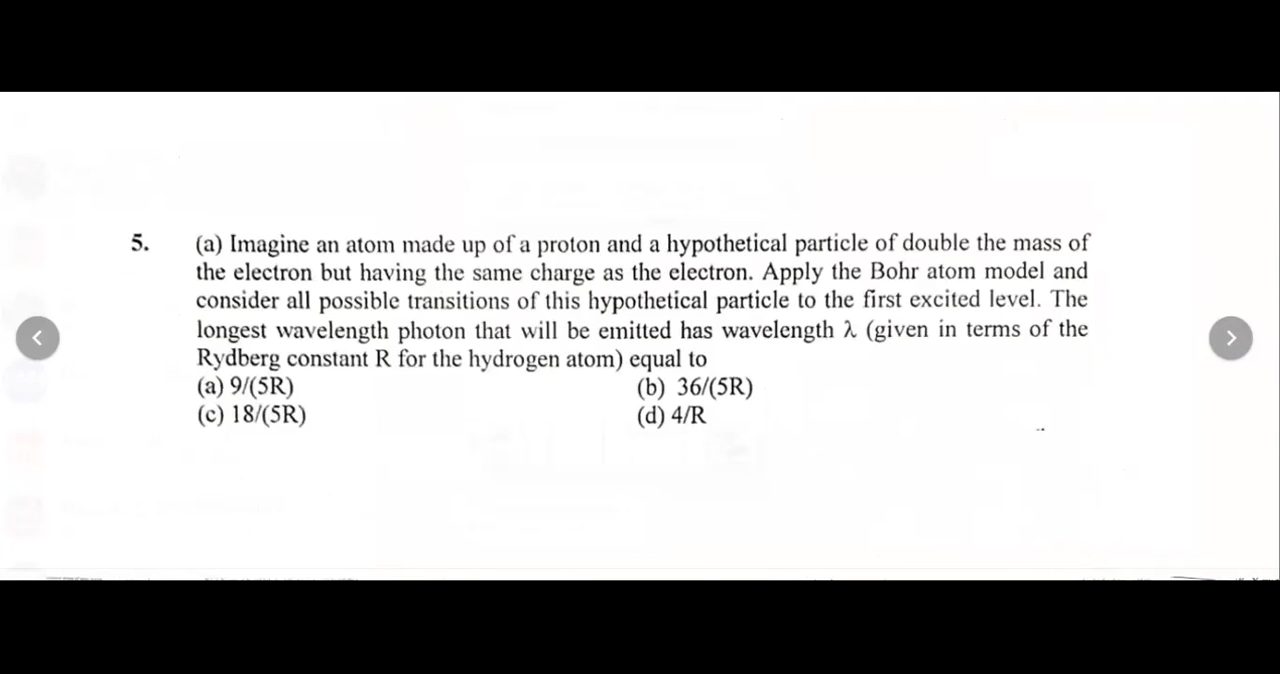 5. (a) Imagine an atom made up of a proton and a hypothetical particle of double the mass of
the electron but having the same charge as the electron. Apply the Bohr atom model and
consider all possible transitions of this hypothetical particle to the first excited level. The
longest wavelength photon that will be emitted has wavelength λ (given in terms of the
Rydberg constant R for the hydrogen atom) equal to
(a) 9/(5R) (b) 36/(5R)
(c) 18/(5R) (d) 4/R